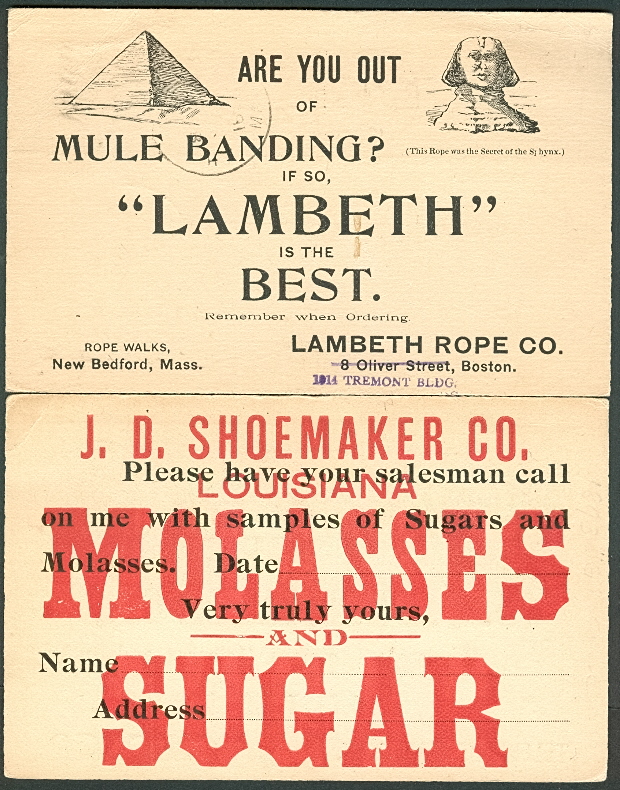 ARE YOU OUT
OF
MULE BANDING?
(This Rope was the Secret of the Sphynx.)
IF SO,
"LAMBETH"
IS THE
BEST.
Remember when Ordering.
ROPE WALKS,
New Bedford, Mass.
LAMBETH ROPE CO.
8 Oliver Street, Boston.
1914 TREMONT BLDG.
J. D. SHOEMAKER CO.
Please have your salesman call
LOUISIANA
on me with samples of Sugars and
MOLASSES
Molasses. Date
Very truly yours,
AND
Name
SUGAR
Address